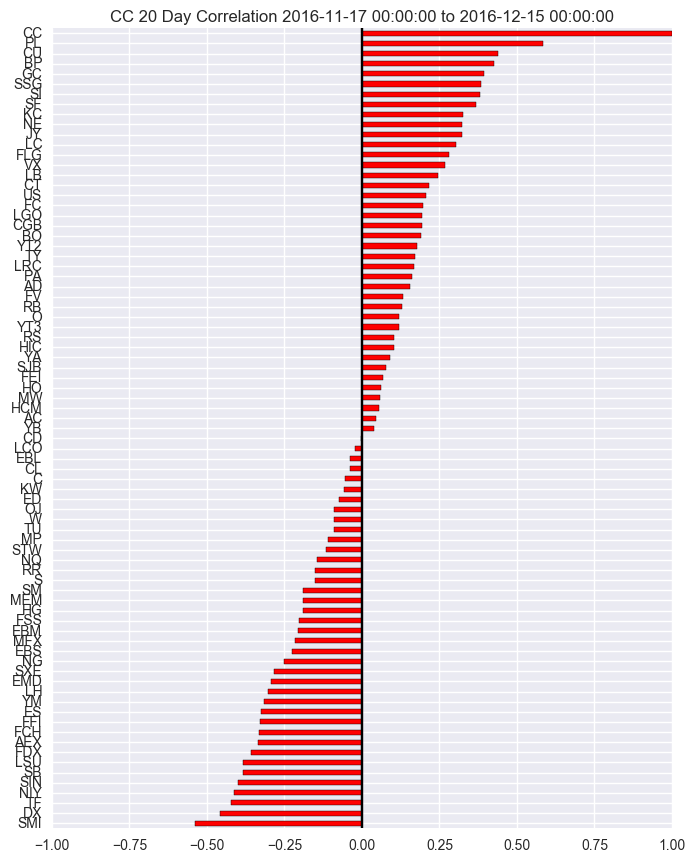 CC 20 Day Correlation 2016-11-17 00:00:00 to 2016-12-15 00:00:00
CC
PL
CU
BP
GC
SSG
SI
SF
KC
NE
JY
LC
FLG
VX
LB
CT
US
FC
LGO
CGB
BO
YT2
TY
LRC
PA
AD
FV
RB
O
YT3
RS
HIC
YA
SJB
FEI
HO
MW
HCM
AC
YB
CD
LCO
EBL
CL
C
KW
ED
OJ
W
TU
MP
STW
NQ
RR
S
SM
MEM
HG
FSS
EBM
MFX
EBS
NG
SXE
EMD
LH
YM
ES
FFI
FCH
AEX
FDX
LSU
SB
SIN
NIY
TF
DX
SMI
−1.00 −0.75 −0.50 −0.25 0.00 0.25 0.50 0.75 1.00